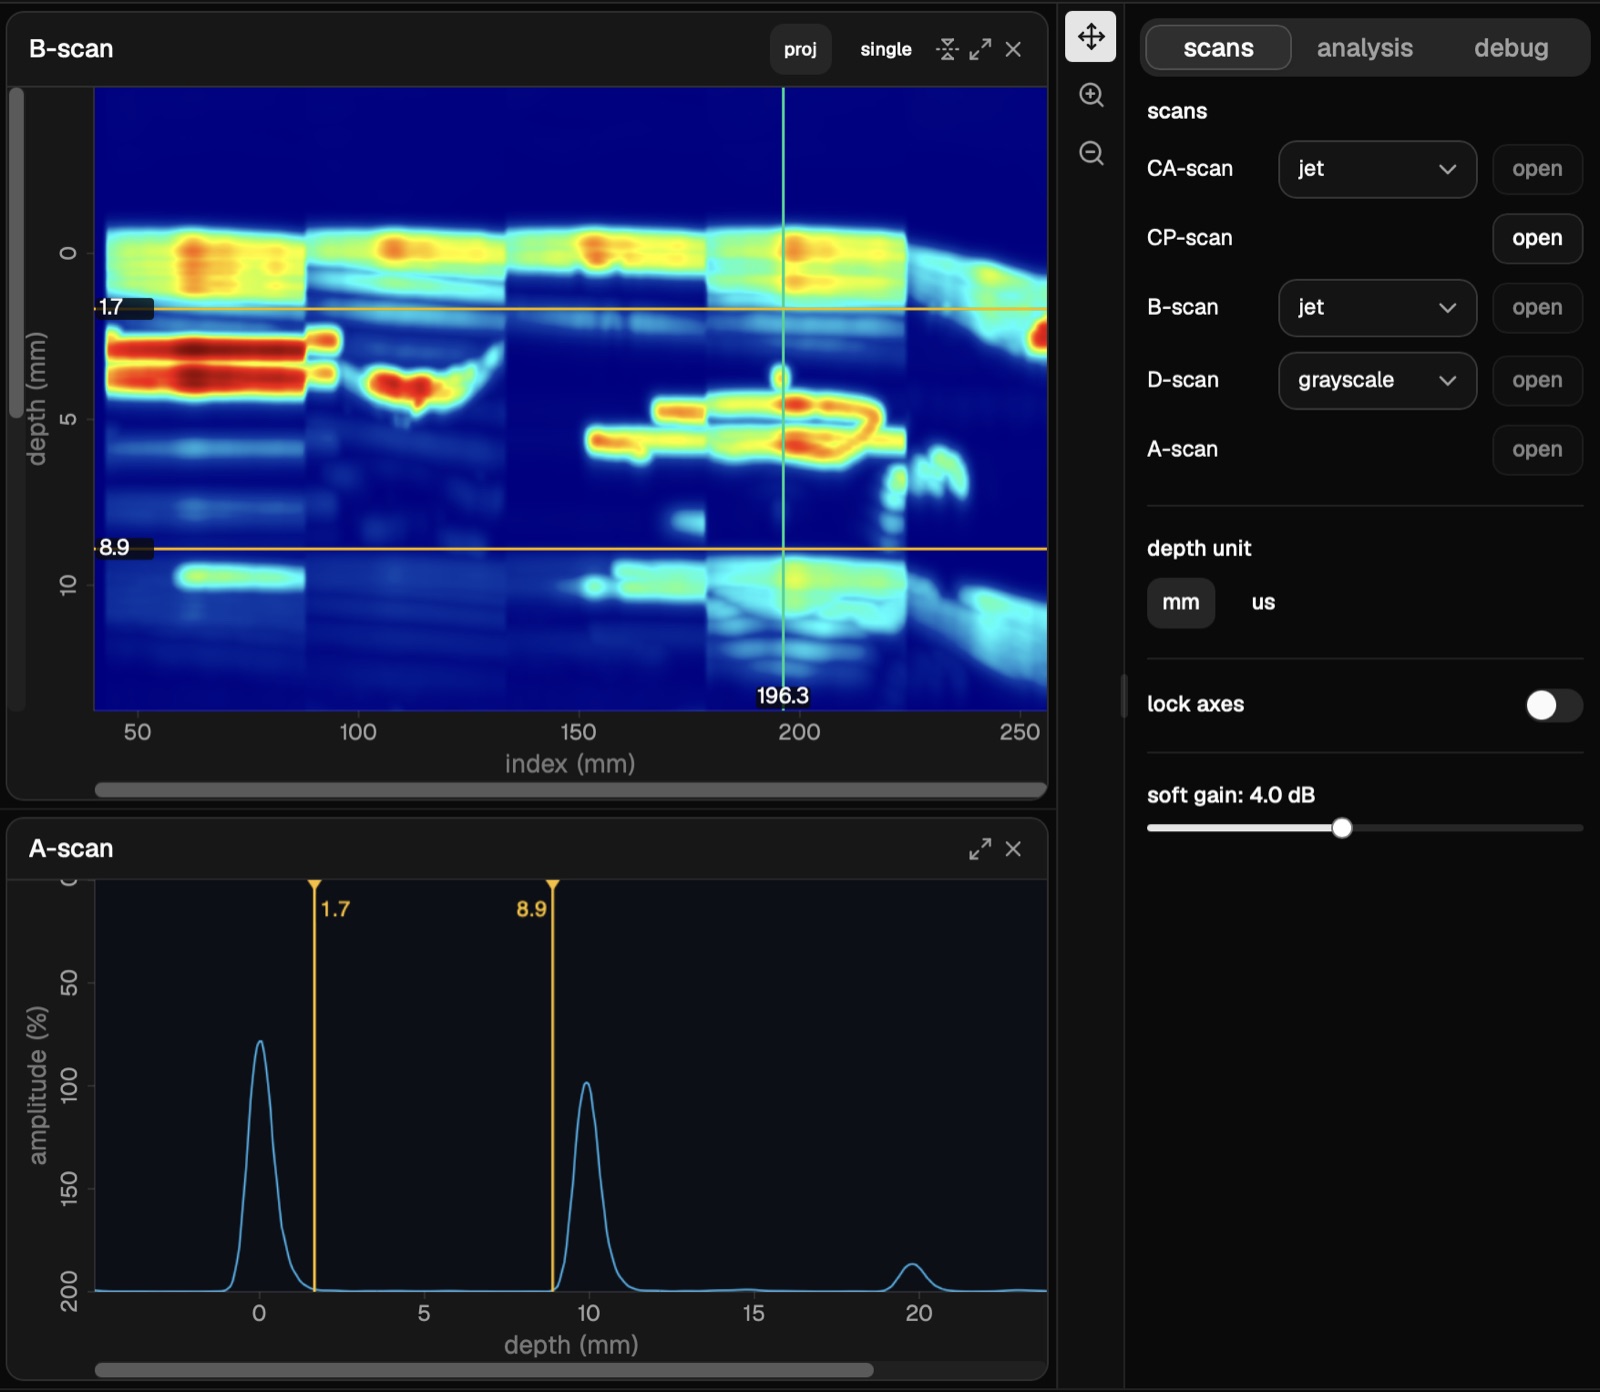 B-scan
proj
single
1.7
8.9
196.3
0
5
10
depth (mm)
50
100
150
200
250
index (mm)
A-scan
1.7
8.9
0
50
100
150
200
amplitude (%)
0
5
10
15
20
depth (mm)
scans
analysis
debug
scans
CA-scan
jet
open
CP-scan
open
B-scan
jet
open
D-scan
grayscale
open
A-scan
open
depth unit
mm
us
lock axes
soft gain: 4.0 dB